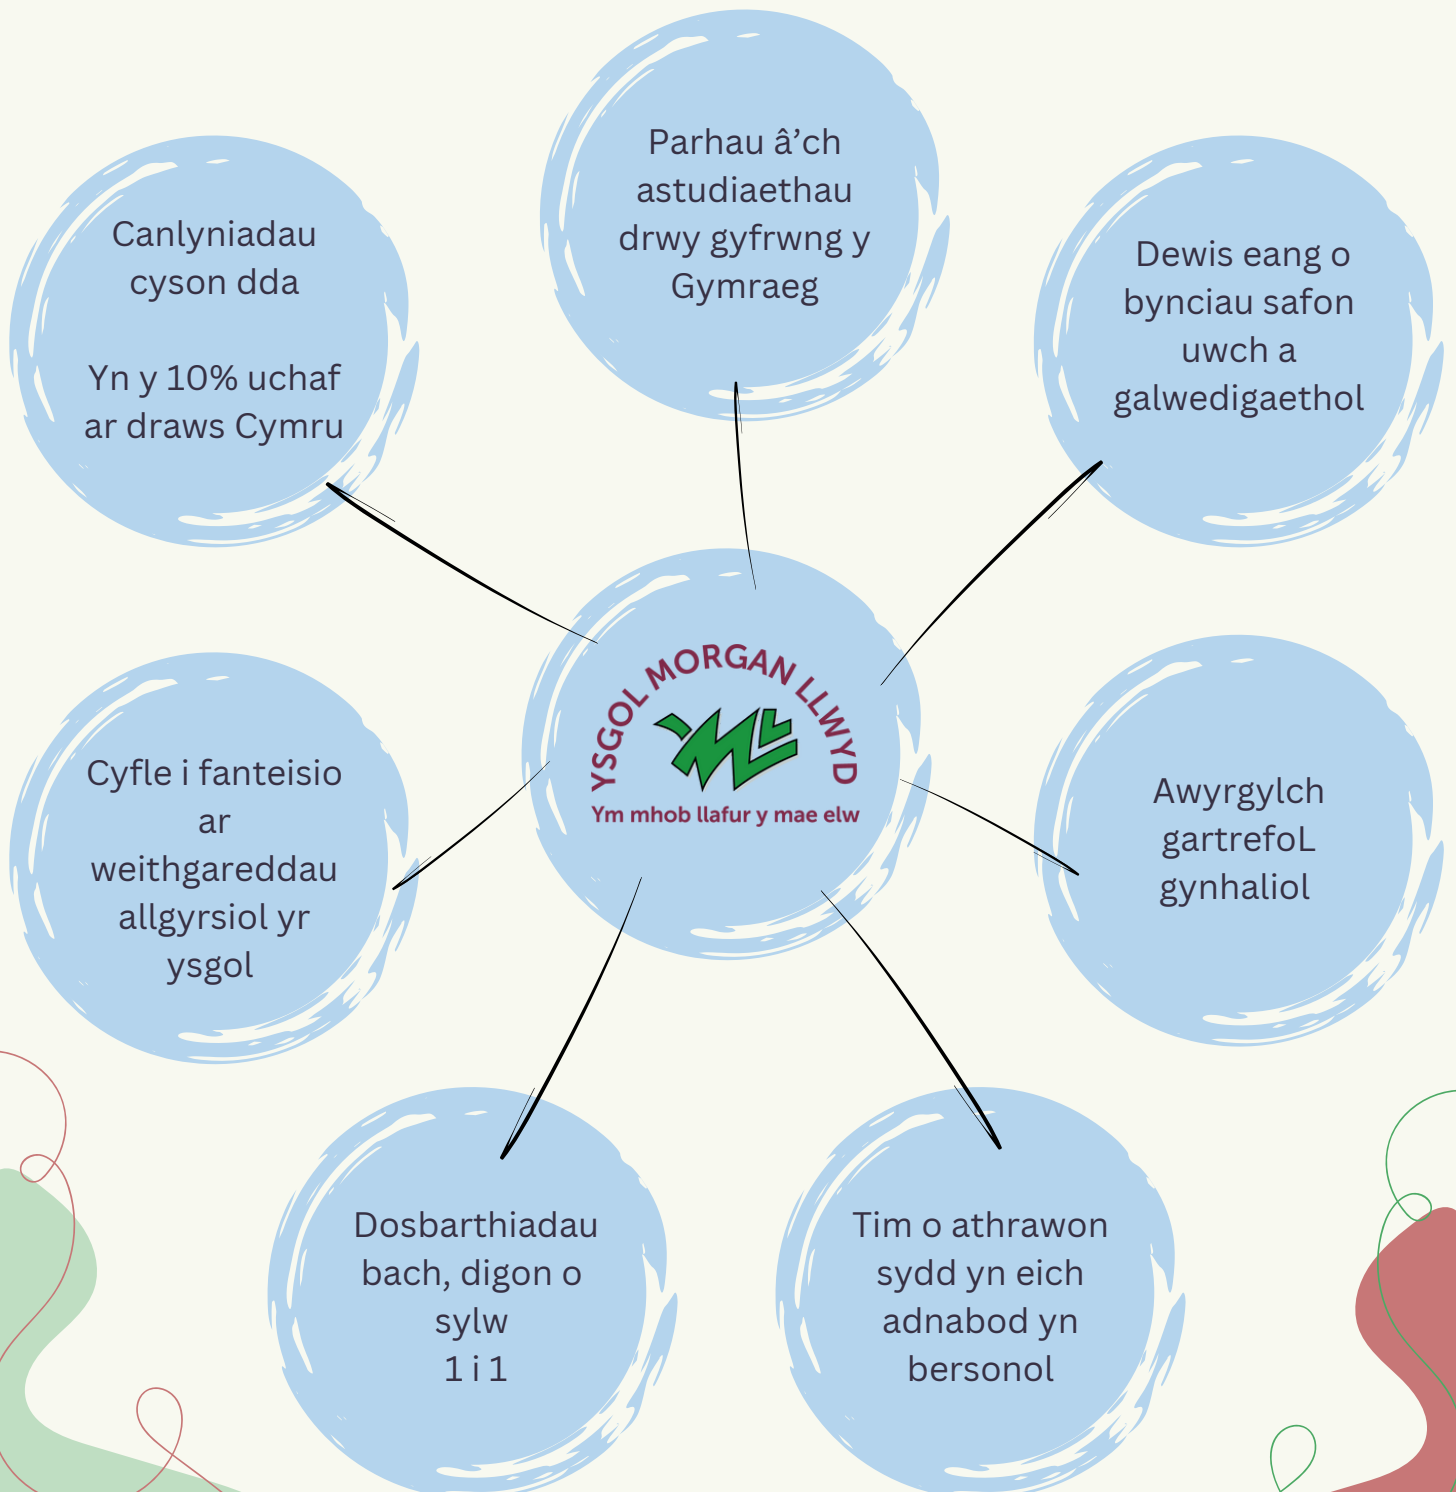 Parhau â’ch
astudiaethau
drwy gyfrwng y
Gymraeg
Canlyniadau
cyson dda
Yn y 10% uchaf
ar draws Cymru
Dewis eang o
bynciau safon
uwch a
galwedigaethol
YSGOL MORGAN LLWYD
Ym mhob llafur y mae elw
Cyfle i fanteisio
ar
weithgareddau
allgyrsiol yr
ysgol
Awyrgylch
gartrefoL
gynhaliol
Dosbarthiadau
bach, digon o
sylw
1 i 1
Tim o athrawon
sydd yn eich
adnabod yn
bersonol